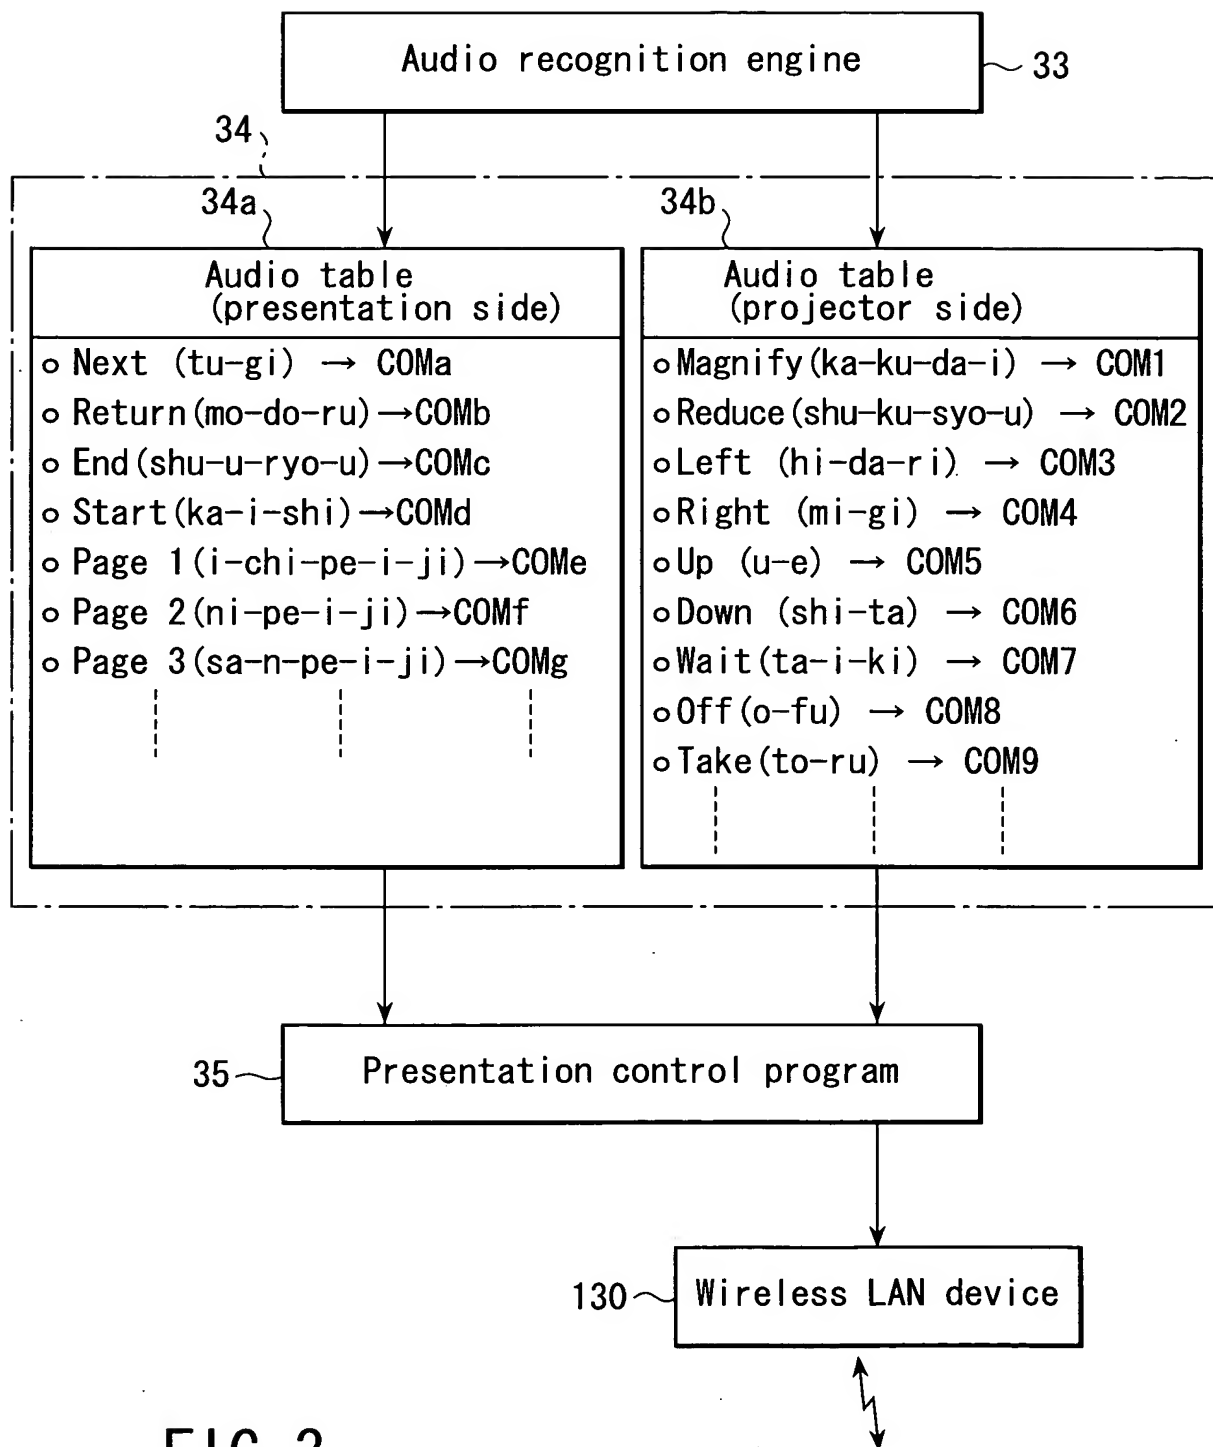 Audio recognition engine
33
34
34a
34b
Audio table
(presentation side)
Next (tu-gi) → COMa
Return(mo-do-ru)→COMb
End(shu-u-ryo-u)→COMc
Start(ka-i-shi)→COMd
Page 1(i-chi-pe-i-ji)→COMe
Page 2(ni-pe-i-ji)→COMf
Page 3(sa-n-pe-i-ji)→COMg
Audio table
(projector side)
Magnify(ka-ku-da-i) → COM1
Reduce(shu-ku-syo-u) → COM2
Left (hi-da-ri) → COM3
Right (mi-gi) → COM4
Up (u-e) → COM5
Down (shi-ta) → COM6
Wait(ta-i-ki) → COM7
Off(o-fu) → COM8
Take(to-ru) → COM9
35
Presentation control program
130
Wireless LAN device